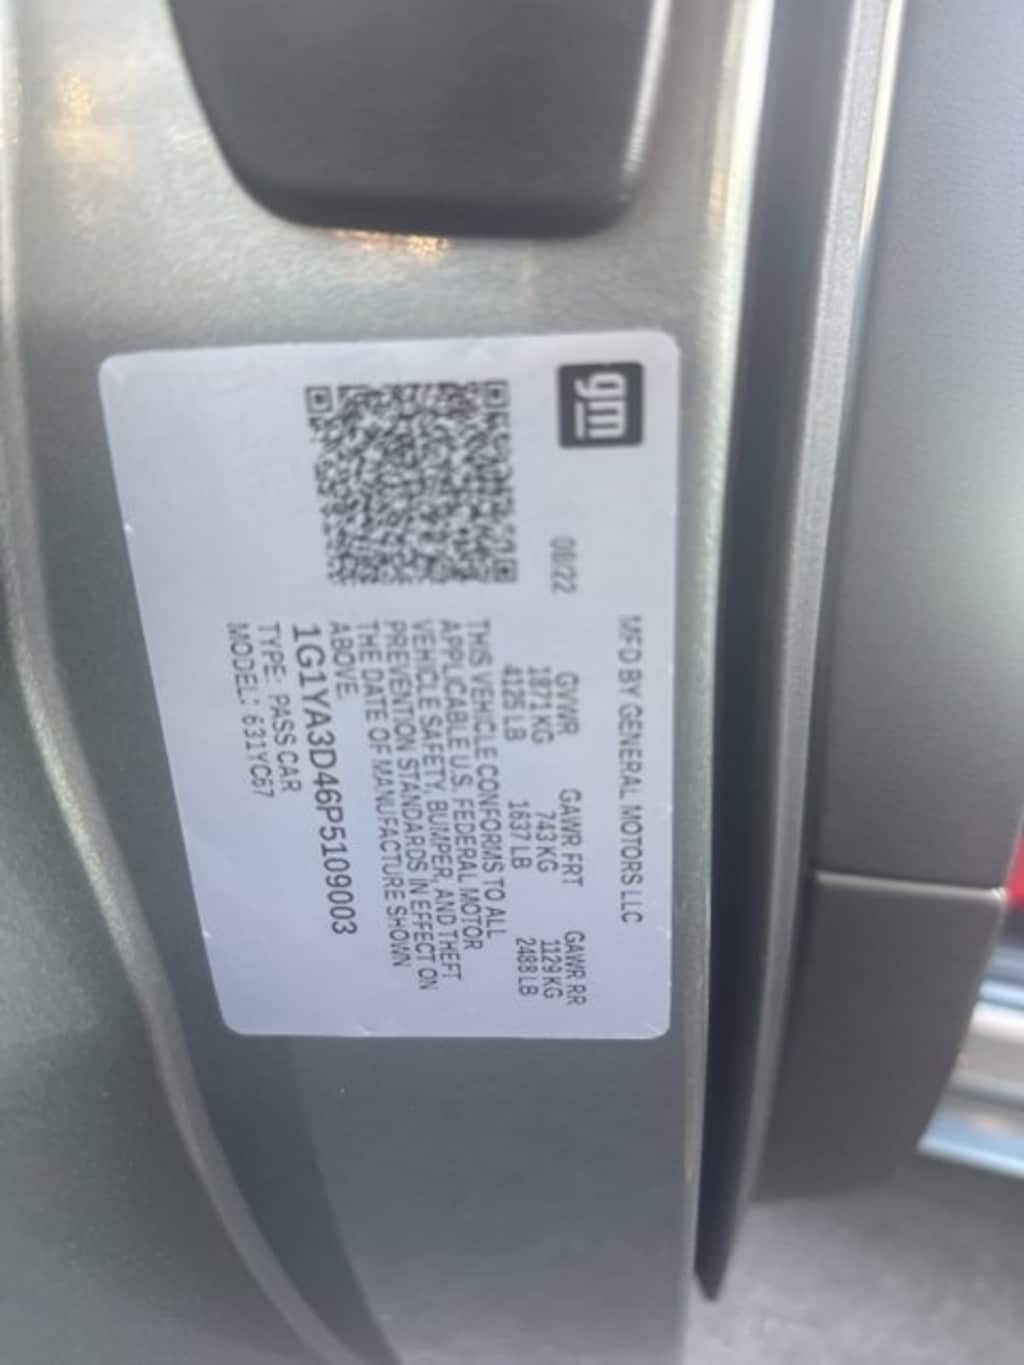 gm
MFD BY GENERAL MOTORS LLC
08/22 GVWR GAWR FRT GAWR RR
1871 KG 743 KG 1129 KG
4125 LB 1637 LB 2488 LB
THIS VEHICLE CONFORMS TO ALL
APPLICABLE U.S. FEDERAL MOTOR
VEHICLE SAFETY, BUMPER, AND THEFT
PREVENTION STANDARDS IN EFFECT ON
THE DATE OF MANUFACTURE SHOWN
ABOVE.
1G1YA3D46P5109003
TYPE: PASS CAR
MODEL: 631YC67